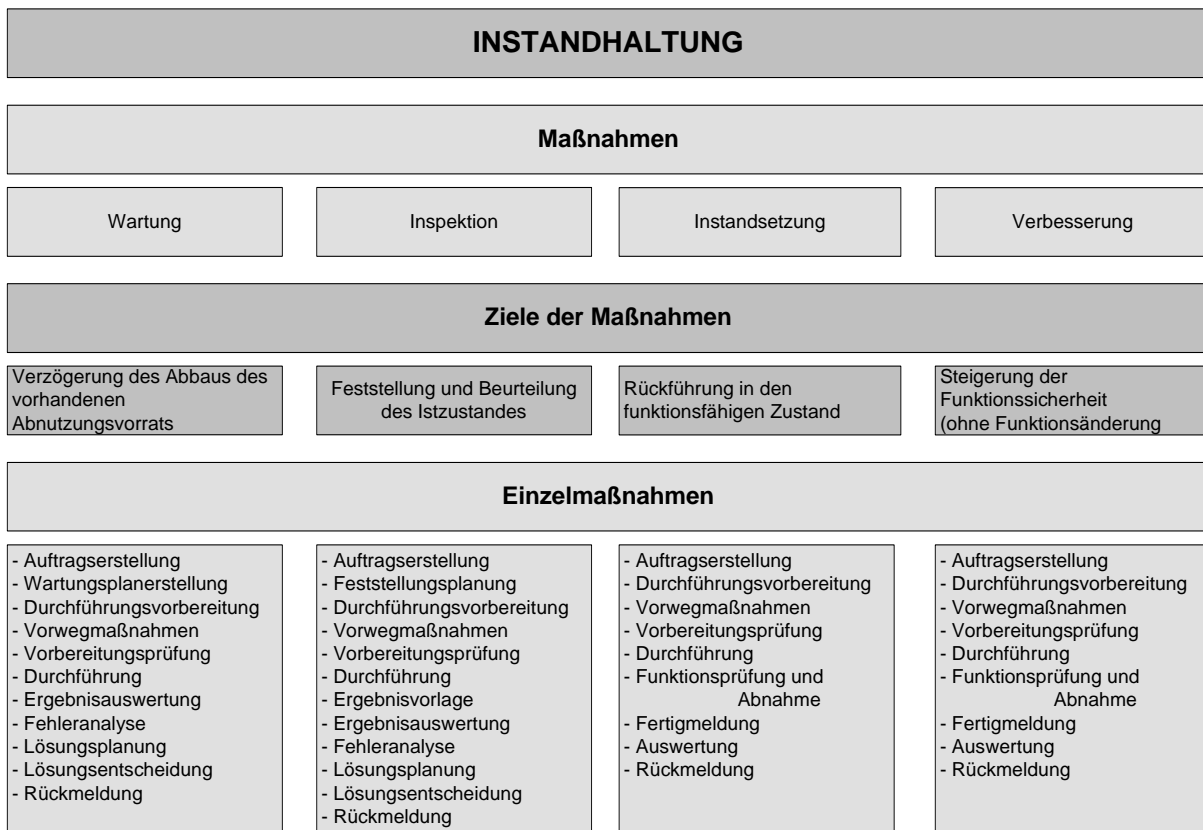 INSTANDHALTUNG
Maßnahmen
Wartung
Inspektion
Instandsetzung
Verbesserung
Ziele der Maßnahmen
Verzögerung des Abbaus des
vorhandenen
Abnutzungsvorrats
Feststellung und Beurteilung
des Istzustandes
Rückführung in den
funktionsfähigen Zustand
Steigerung der
Funktionssicherheit
(ohne Funktionsänderung
Einzelmaßnahmen
- Auftragserstellung
- Wartungsplanerstellung
- Durchführungsvorbereitung
- Vorwegmaßnahmen
- Vorbereitungsprüfung
- Durchführung
- Ergebnisauswertung
- Fehleranalyse
- Lösungsplanung
- Lösungsentscheidung
- Rückmeldung
- Auftragserstellung
- Feststellungsplanung
- Durchführungsvorbereitung
- Vorwegmaßnahmen
- Vorbereitungsprüfung
- Durchführung
- Ergebnisvorlage
- Ergebnisauswertung
- Fehleranalyse
- Lösungsplanung
- Lösungsentscheidung
- Rückmeldung
- Auftragserstellung
- Durchführungsvorbereitung
- Vorwegmaßnahmen
- Vorbereitungsprüfung
- Durchführung
- Funktionsprüfung und
Abnahme
- Fertigmeldung
- Auswertung
- Rückmeldung
- Auftragserstellung
- Durchführungsvorbereitung
- Vorwegmaßnahmen
- Vorbereitungsprüfung
- Durchführung
- Funktionsprüfung und
Abnahme
- Fertigmeldung
- Auswertung
- Rückmeldung